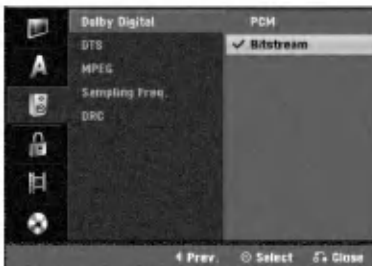 Dolby Digital
PCM
DTS
✓ Bitstream
MPEG
Sampling Freq.
DRC
A
Prev. Select Close